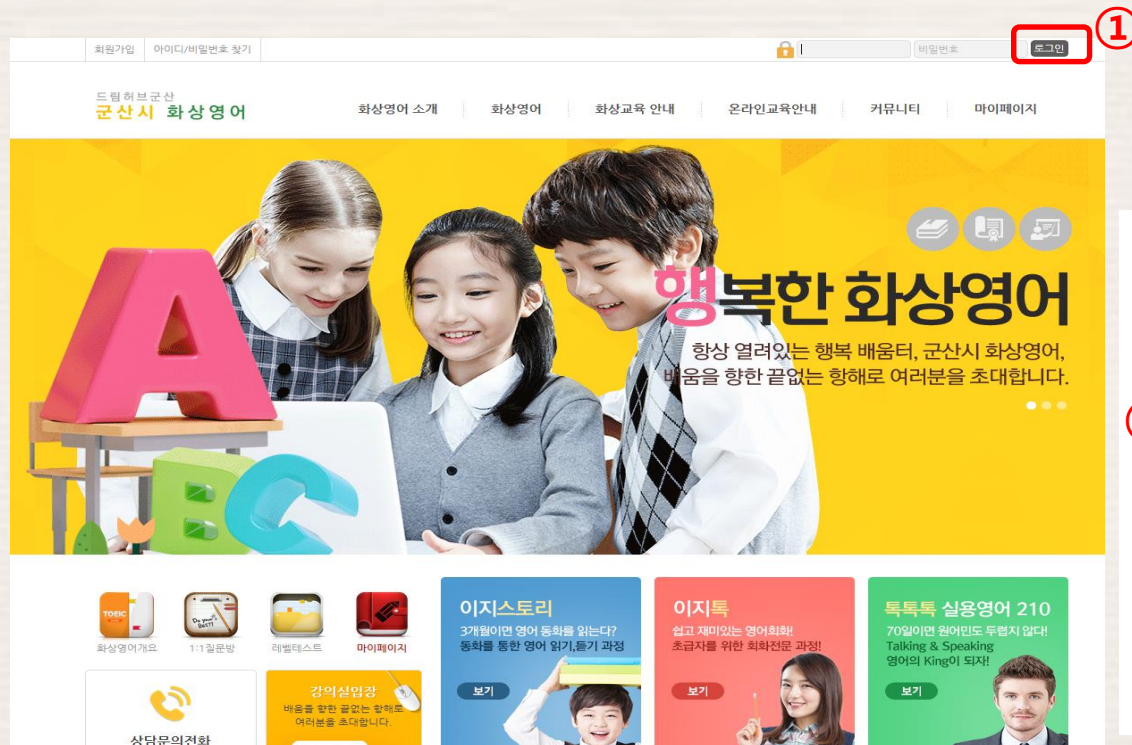 ①
회원가입 아이디/비밀번호 찾기 비밀번호 로그인
드림허브군산
군산시 화상영어
화상영어 소개 화상영어 화상교육 안내 온라인교육안내 커뮤니티 마이페이지
행복한 화상영어
항상 열려있는 행복 배움터, 군산시 화상영어,
배움을 향한 끝없는 항해로 여러분을 초대합니다.
A
B C
TOEIC
Do your BEST!
화상영어개요 1:1질문방 레벨테스트 마이페이지
이지스토리
3개월이면 영어 동화를 읽는다?
동화를 통한 영어 읽기,듣기 과정
보기
이지톡
쉽고 재미있는 영어회화!
초급자를 위한 회화전문 과정!
보기
톡톡톡 실용영어 210
70일이면 원어민도 두렵지 않다!
Talking & Speaking
영어의 King이 되자!
보기
상담문의전화
강의실입장
배움을 향한 끝없는 항해로
여러분을 초대합니다.